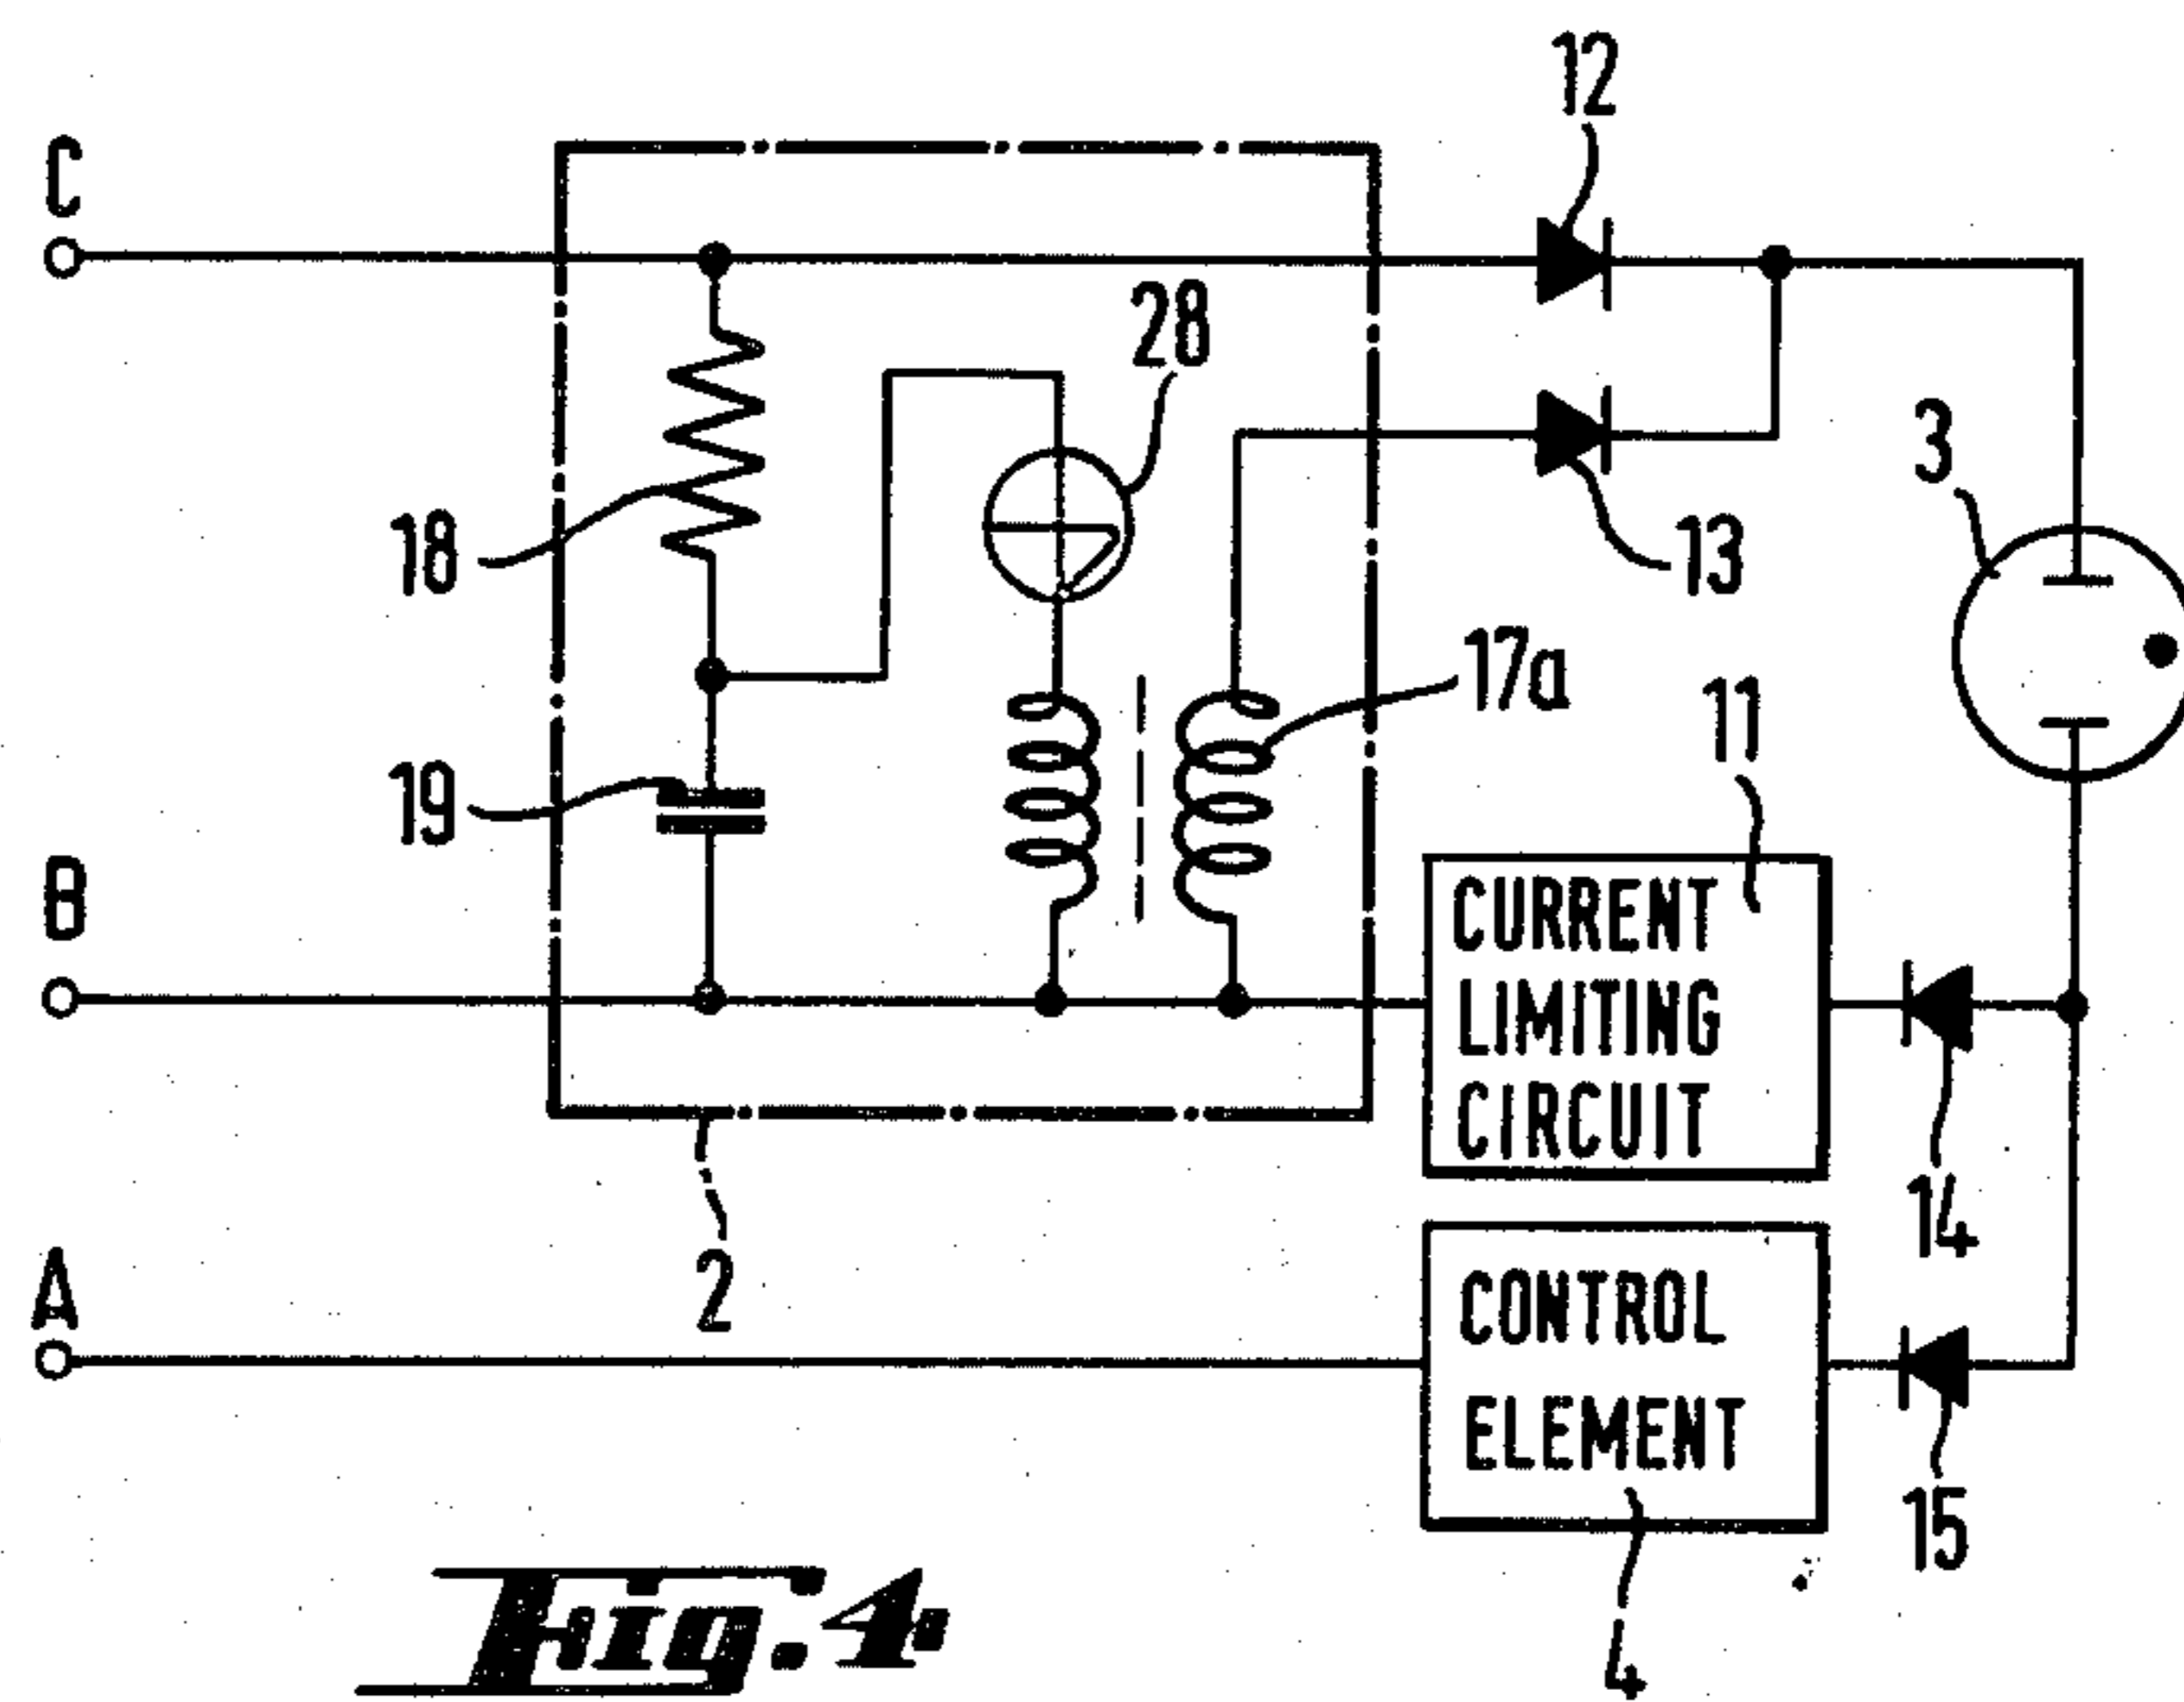 12
C
28
3
18
13
17a
11
19
B
CURRENT
LIMITING
CIRCUIT
14
2
A
CONTROL
ELEMENT
15
4
Fig. 4